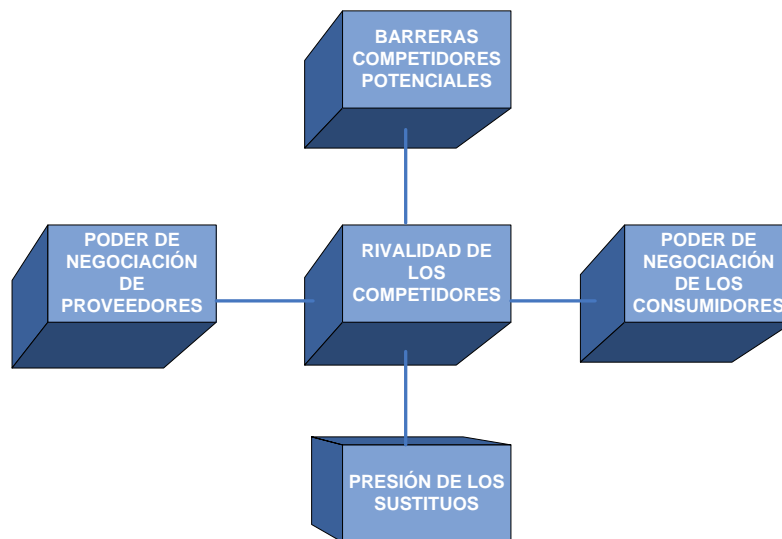 BARRERAS
COMPETIDORES
POTENCIALES
PODER DE
NEGOCIACIÓN
DE
PROVEEDORES
RIVALIDAD DE
LOS
COMPETIDORES
PODER DE
NEGOCIACIÓN
DE LOS
CONSUMIDORES
PRESIÓN DE LOS
SUSTITUOS